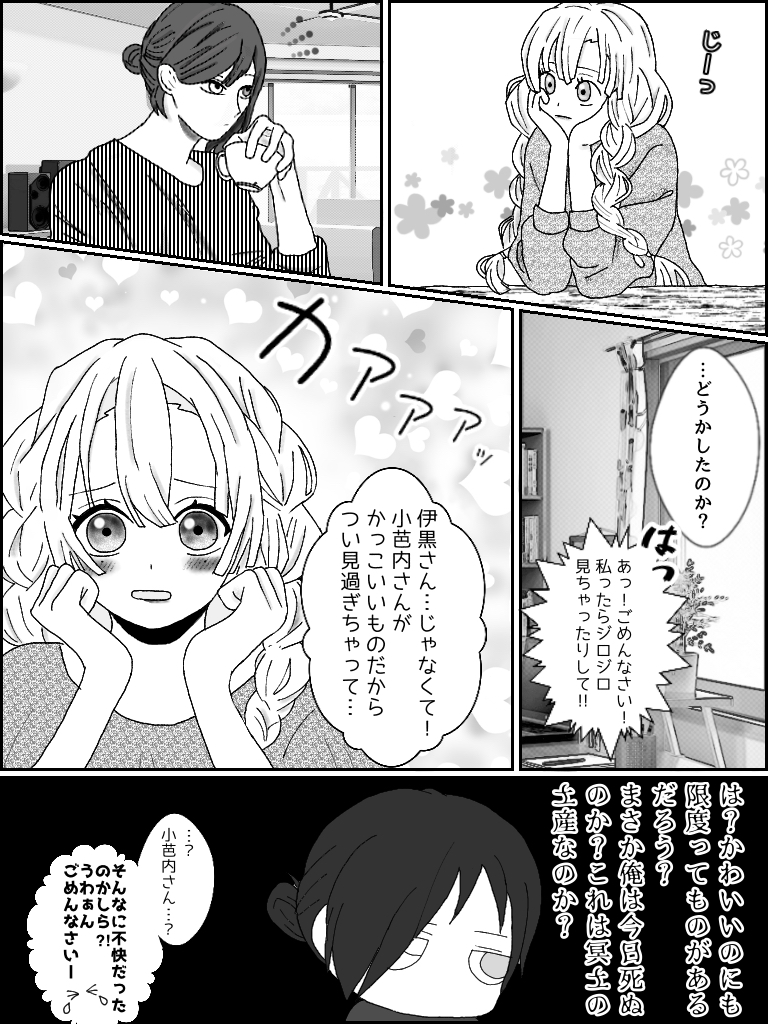 じーっ
…どうかしたのか？
はっ
あっ！ごめんなさい！
私ったらジロジロ
見ちゃったりして!!
カァァァッ
伊黒さん…じゃなくて！
小芭内さんが
かっこいいものだから
つい見過ぎちゃって…
は？かわいいのにも
限度ってものがある
だろう？
まさか俺は今日死ぬ
のか？これは冥土の
土産なのか？
…？
小芭内さん…？
そんなに不快だった
のかしら?!
うわぁん
ごめんなさいー